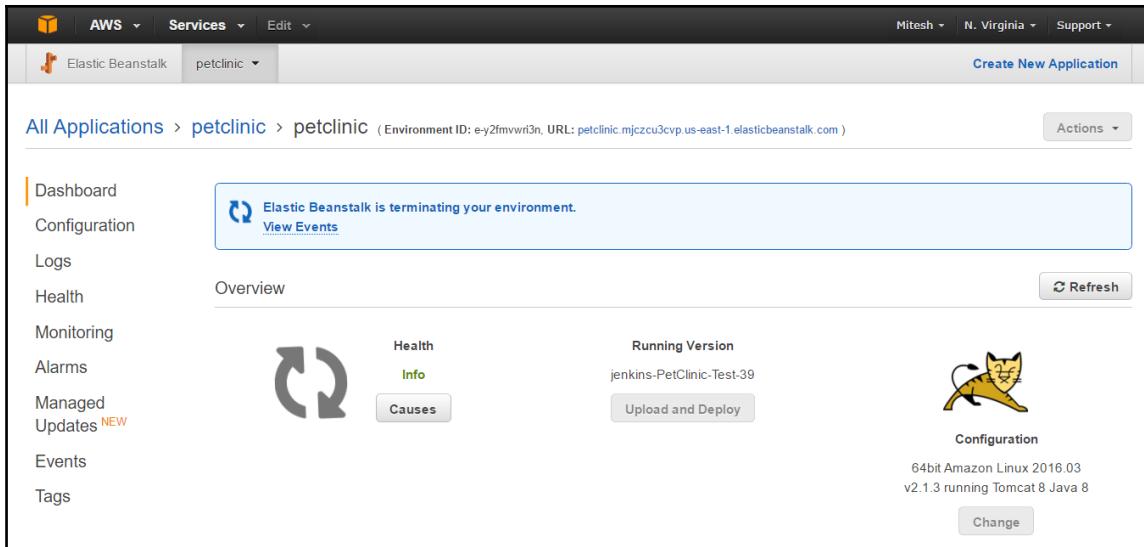 AWS Services Edit Mitesh N. Virginia Support
Elastic Beanstalk petclinic Create New Application
All Applications > petclinic > petclinic ( Environment ID: e-y2fmvwri3n, URL: petclinic.mjczcu3cvp.us-east-1.elasticbeanstalk.com ) Actions
Dashboard
Configuration
Logs
Health
Monitoring
Alarms
Managed
Updates NEW
Events
Tags
Elastic Beanstalk is terminating your environment.
View Events
Overview Refresh
Health
Info
Causes
Running Version
jenkins-PetClinic-Test-39
Upload and Deploy
Configuration
64bit Amazon Linux 2016.03
v2.1.3 running Tomcat 8 Java 8
Change